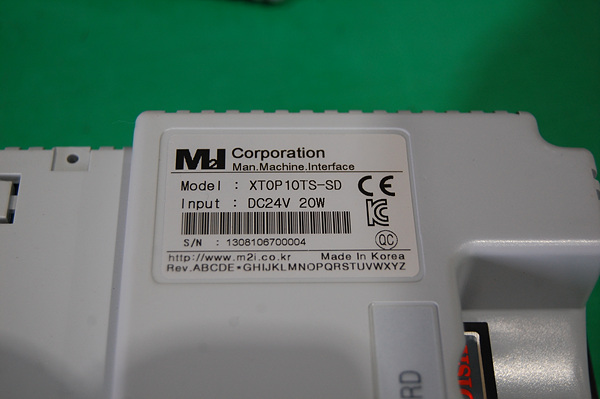 M2I Corporation
Man.Machine.Interface
Model : XTOP10TS-SD
Input : DC24V 20W
S/N : 1308106700004
QC
http://www.m2i.co.kr Made In Korea
Rev.ABCDE•GHIJKLMNOPQRSTUVWXYZ